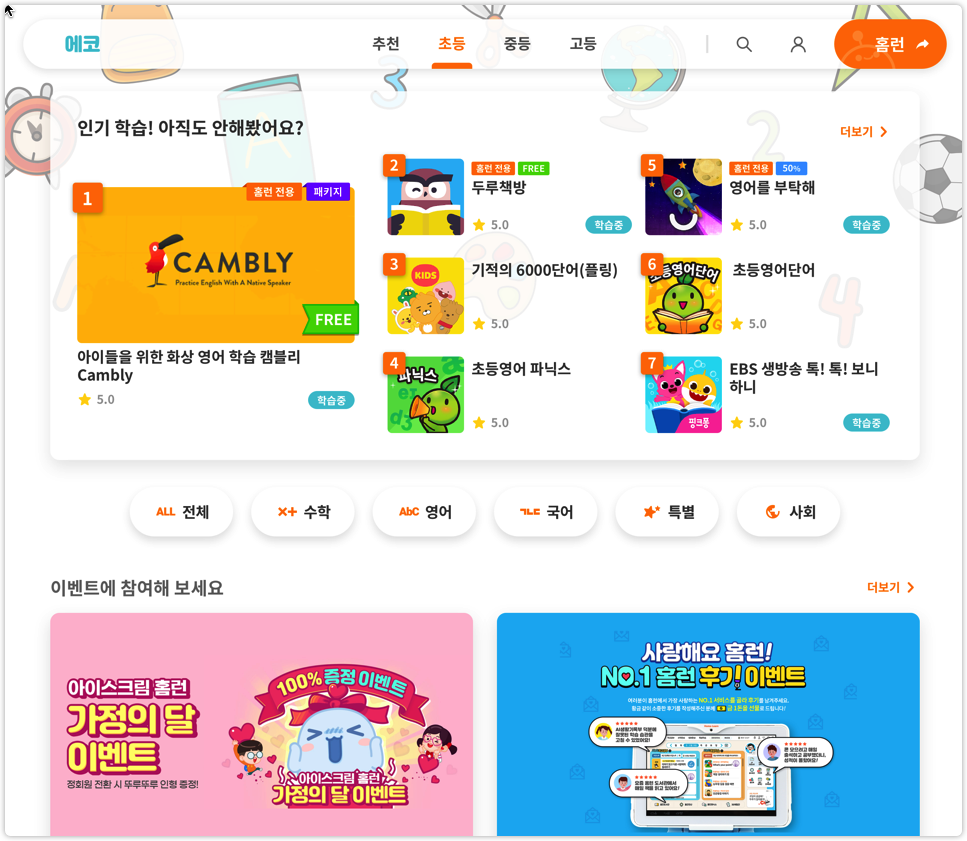 에코
추천
초등
중등
고등
홈런
인기 학습! 아직도 안해봤어요?
더보기
1
홈런 전용
패키지
CAMBLY
Practice English With A Native Speaker
FREE
아이들을 위한 화상 영어 학습 캠블리
Cambly
5.0
학습중
2
홈런 전용
FREE
두루책방
5.0
학습중
3
KIDS
기적의 6000단어(플링)
5.0
4
파닉스
초등영어 파닉스
5.0
5
홈런 전용
50%
영어를 부탁해
5.0
학습중
6
초등영어단어
초등영어단어
5.0
7
핑크퐁
EBS 생방송 톡! 톡! 보니
하니
5.0
학습중
ALL 전체
×+ 수학
AbC 영어
ㄱㄴㄷ 국어
특별
사회
이벤트에 참여해 보세요
더보기
아이스크림 홈런
가정의 달
이벤트
정회원 전환 시 뚜루뚜루 인형 증정!
100% 증정 이벤트
아이스크림 홈런
가정의 달 이벤트
사랑해요 홈런!
NO.1 홈런 후기 이벤트